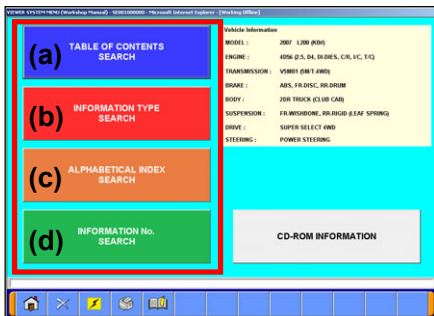 VIEWER SYSTEM MENU (Workshop Manual) - SERB1000000 - Microsoft Internet Explorer - [Working Offline]
(a) TABLE OF CONTENTS
SEARCH
(b) INFORMATION TYPE
SEARCH
(c) ALPHABETICAL INDEX
SEARCH
(d) INFORMATION No.
SEARCH
Vehicle Information
MODEL : 2007 L200 (KB#)
ENGINE : 4D56 (2.5, D4, DI-DIES, C/R, I/C, T/C)
TRANSMISSION : V5MB1 (5M/T-4WD)
BRAKE : ABS, FR-DISC, RR-DRUM
BODY : 2DR TRUCK (CLUB CAB)
SUSPENSION : FR-WISHBONE, RR-RIGID (LEAF SPRING)
DRIVE : SUPER SELECT 4WD
STEERING : POWER STEERING
CD-ROM INFORMATION